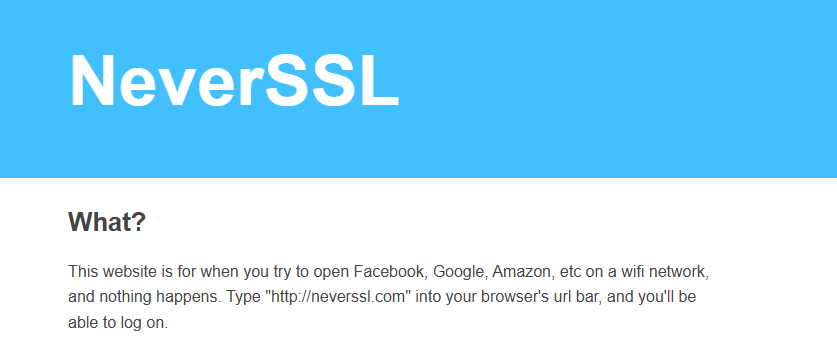 NeverSSL
What?
This website is for when you try to open Facebook, Google, Amazon, etc on a wifi network,
and nothing happens. Type "http://neverssl.com" into your browser's url bar, and you'll be
able to log on.